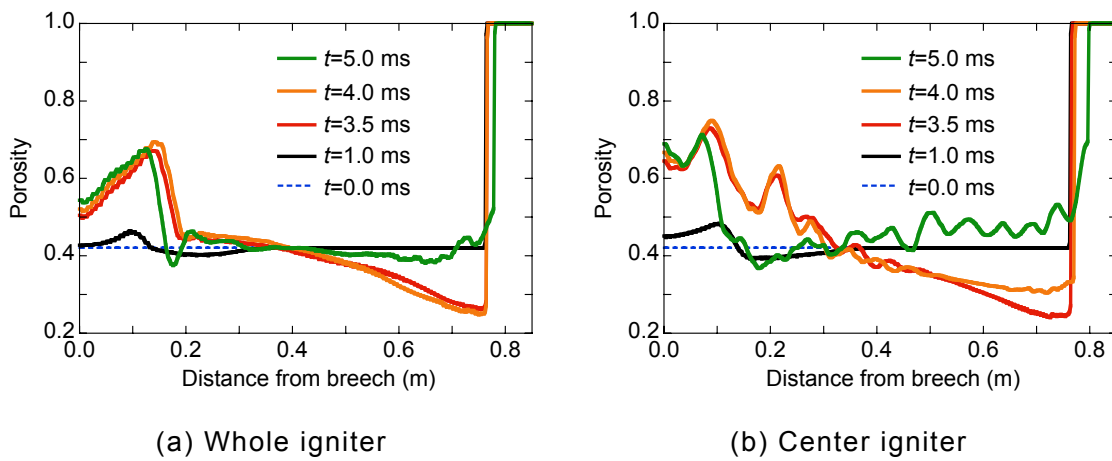 1.0
0.8
0.6
0.4
0.2
Porosity
t=5.0 ms
t=4.0 ms
t=3.5 ms
t=1.0 ms
t=0.0 ms
0.0 0.2 0.4 0.6 0.8
Distance from breech (m)
(a) Whole igniter
1.0
0.8
0.6
0.4
0.2
Porosity
t=5.0 ms
t=4.0 ms
t=3.5 ms
t=1.0 ms
t=0.0 ms
0.0 0.2 0.4 0.6 0.8
Distance from breech (m)
(b) Center igniter